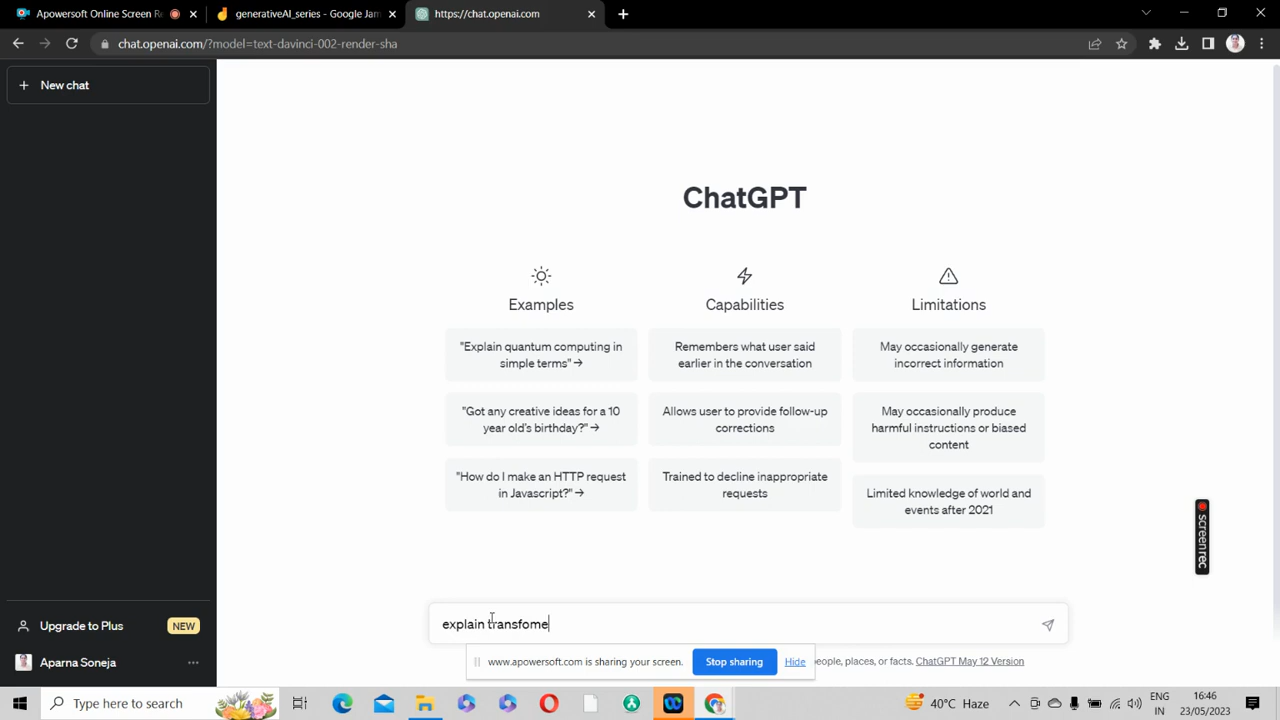 Apowersoft Online Screen Re
generativeAI_series - Google Jam
https://chat.openai.com
chat.openai.com/?model=text-davinci-002-render-sha
New chat
ChatGPT
Examples
Capabilities
Limitations
"Explain quantum computing in
simple terms" →
Remembers what user said
earlier in the conversation
May occasionally generate
incorrect information
"Got any creative ideas for a 10
year old's birthday?" →
Allows user to provide follow-up
corrections
May occasionally produce
harmful instructions or biased
content
"How do I make an HTTP request
in Javascript?" →
Trained to decline inappropriate
requests
Limited knowledge of world and
events after 2021
screenrec
explain transfome
Upgrade to Plus
NEW
Aparna Soneja
www.apowersoft.com is sharing your screen.
Stop sharing
Hide
people, places, or facts. ChatGPT May 12 Version
Type here to search
40°C Haze
ENG
IN
16:46
23/05/2023